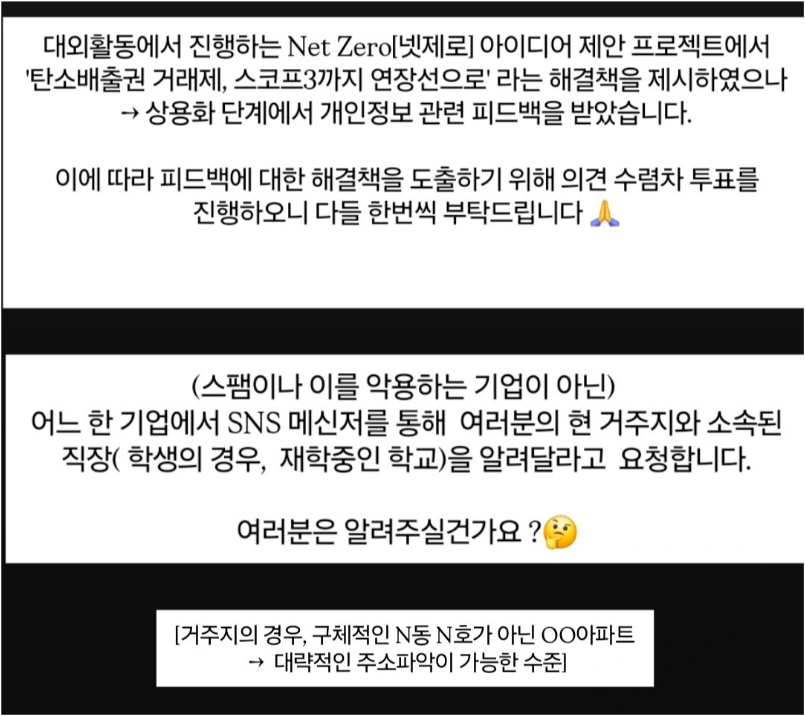 대외활동에서 진행하는 Net Zero[넷제로] 아이디어 제안 프로젝트에서
'탄소배출권 거래제, 스코프3까지 연장선으로' 라는 해결책을 제시하였으나
→ 상용화 단계에서 개인정보 관련 피드백을 받았습니다.
이에 따라 피드백에 대한 해결책을 도출하기 위해 의견 수렴차 투표를
진행하오니 다들 한번씩 부탁드립니다 🙏
(스팸이나 이를 악용하는 기업이 아닌)
어느 한 기업에서 SNS 메신저를 통해 여러분의 현 거주지와 소속된
직장( 학생의 경우, 재학중인 학교)을 알려달라고 요청합니다.
여러분은 알려주실건가요 ?🤔
[거주지의 경우, 구체적인 N동 N호가 아닌 OO아파트
→ 대략적인 주소파악이 가능한 수준]